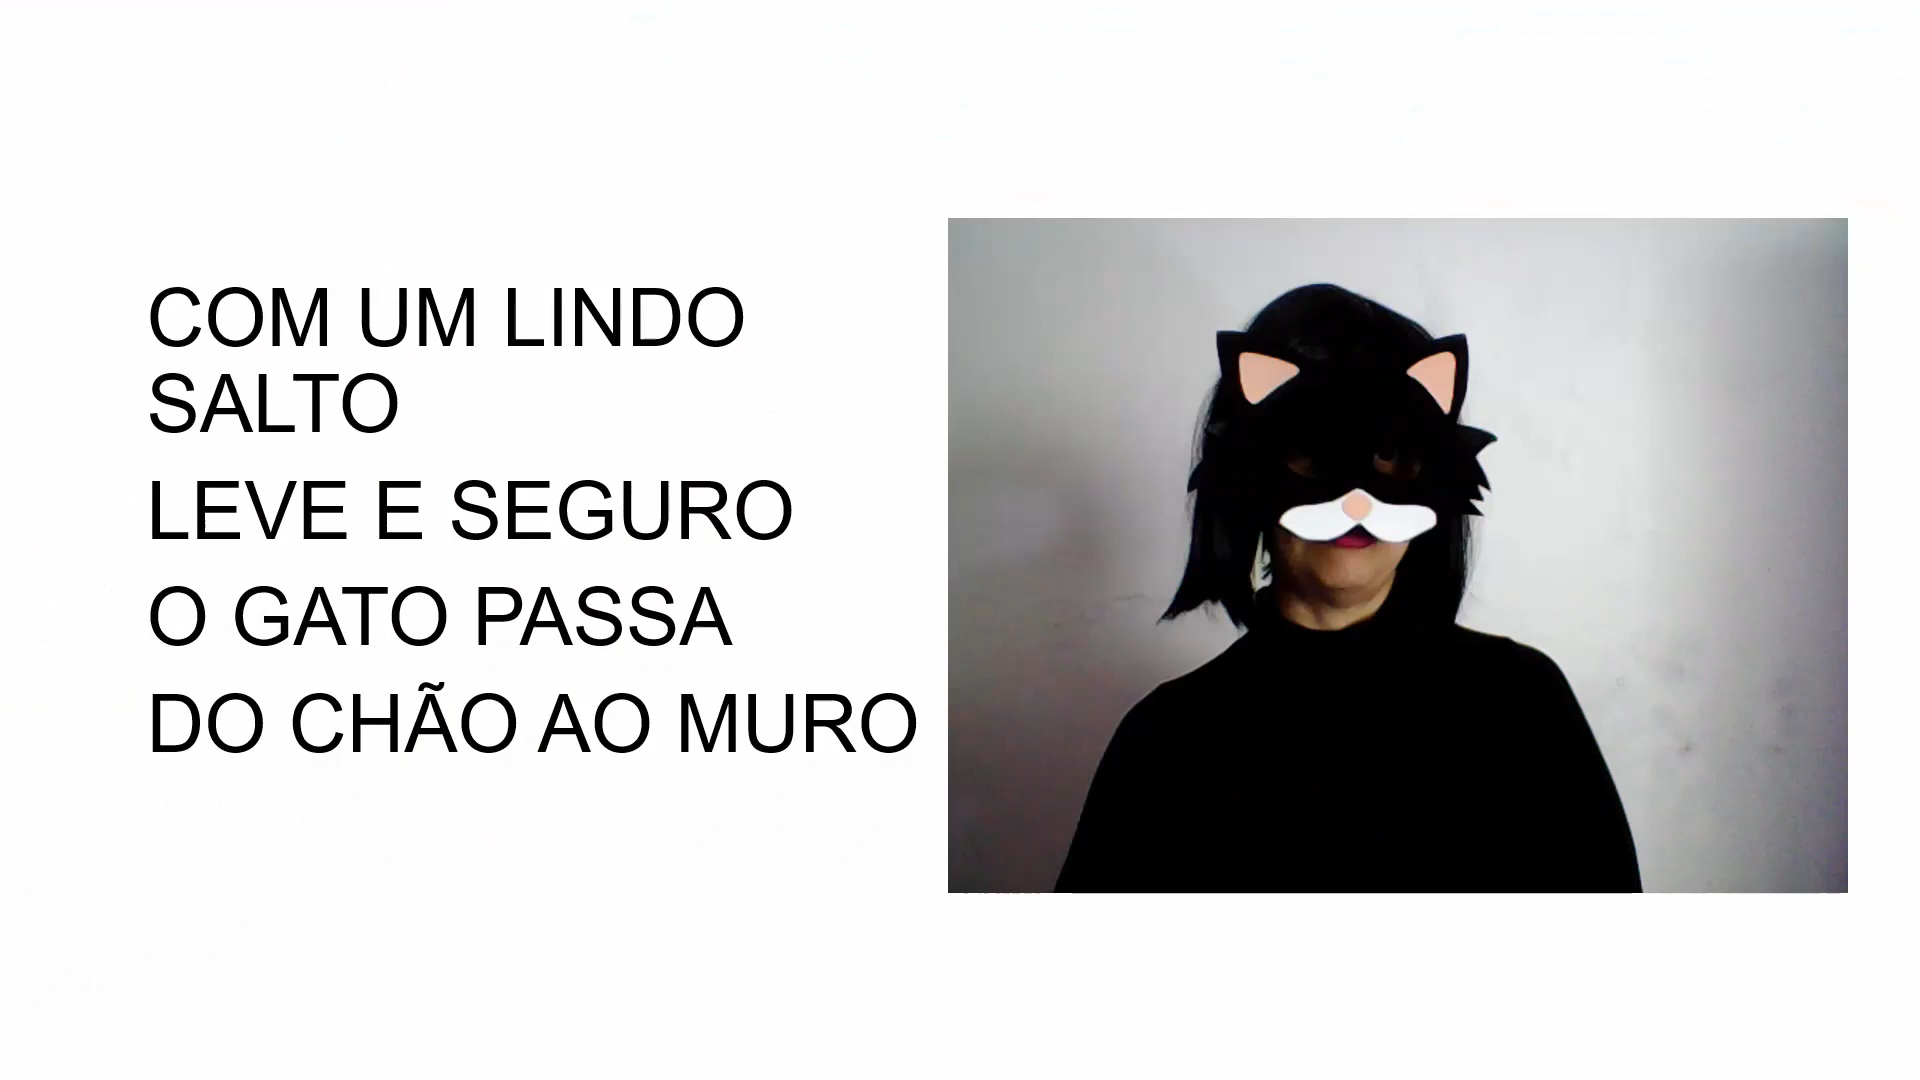 COM UM LINDO
SALTO
LEVE E SEGURO
O GATO PASSA
DO CHÃO AO MURO